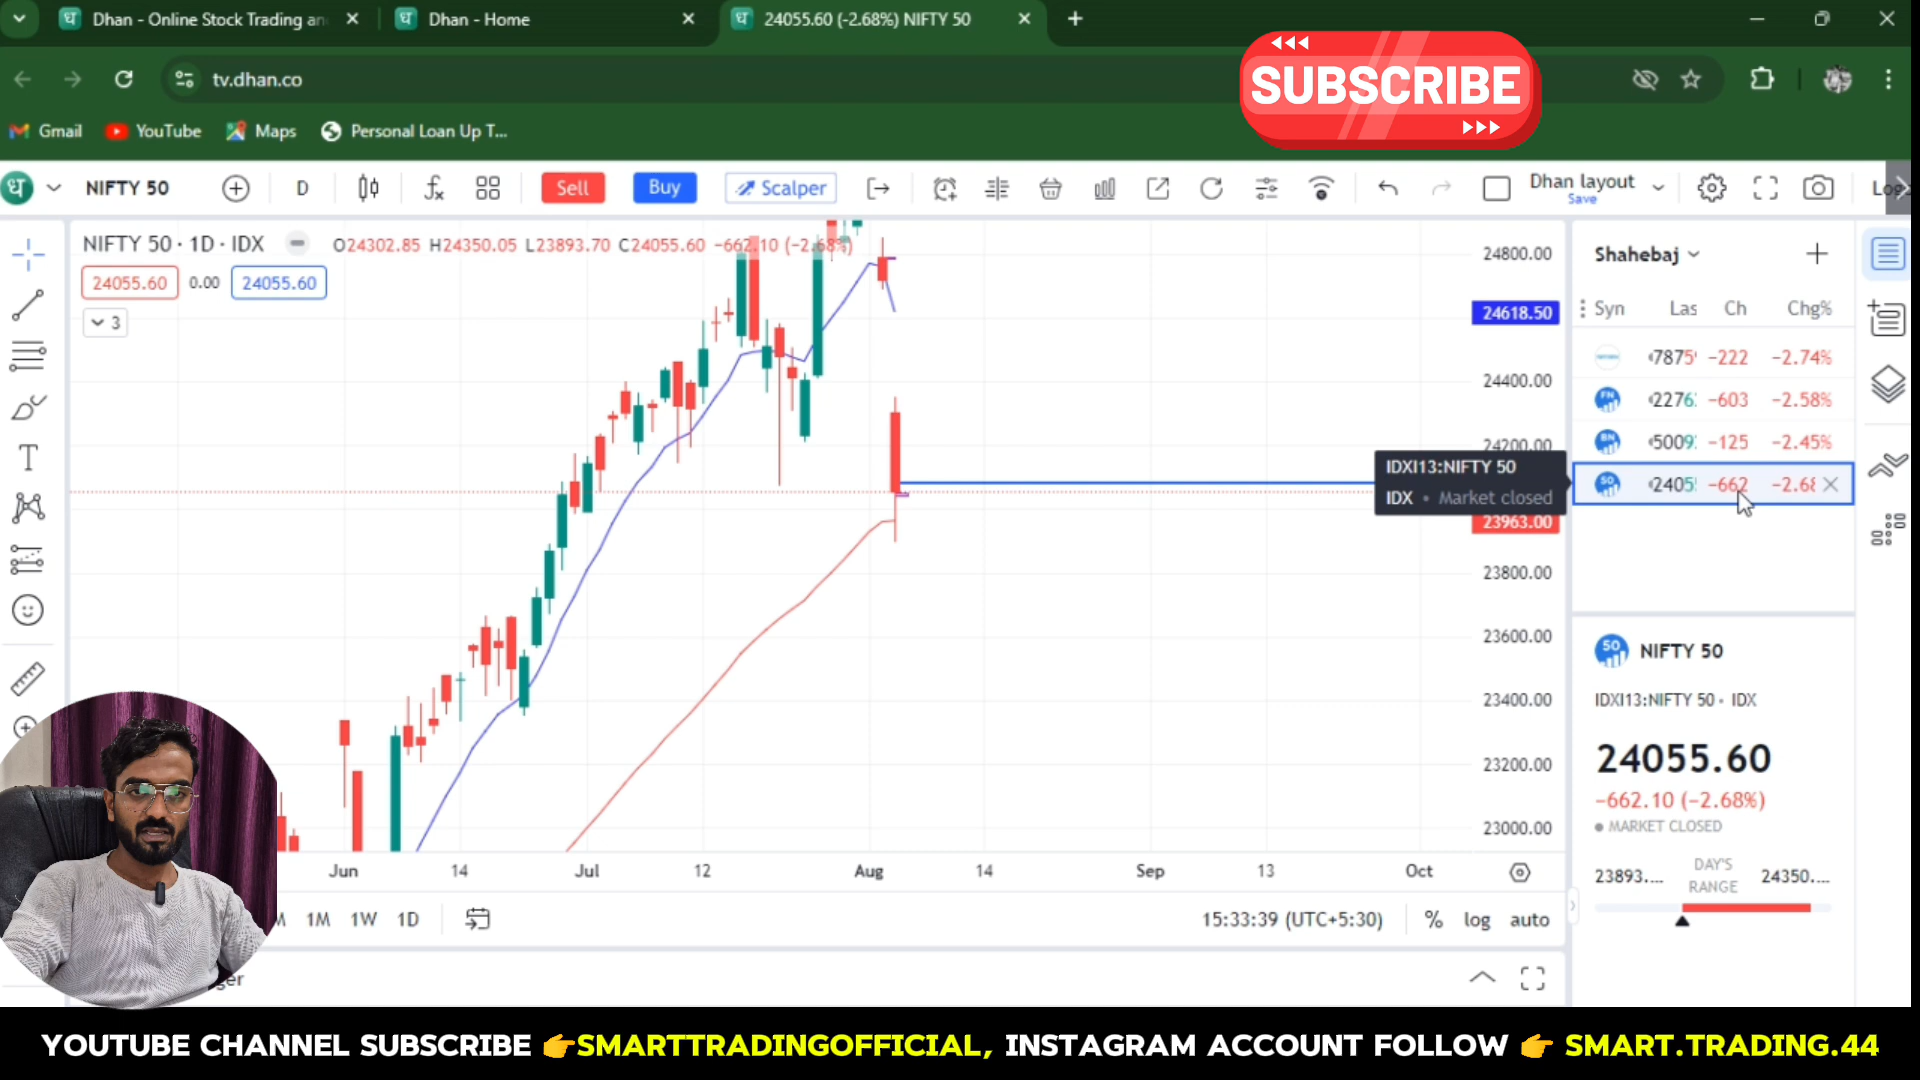 Dhan - Online Stock Trading an
Dhan - Home
24055.60 (-2.68%) NIFTY 50
tv.dhan.co
SUBSCRIBE
Gmail
YouTube
Maps
Personal Loan Up T...
NIFTY 50
D
Sell
Buy
Scalper
Dhan layout
Save
NIFTY 50 · 1D · IDX
O24302.85 H24350.05 L23893.70 C24055.60 −662.10 (−2.68%)
24055.60
0.00
24055.60
3
24800.00
24618.50
24400.00
24200.00
23963.00
23800.00
23600.00
23400.00
23200.00
23000.00
IDXI13:NIFTY 50
IDX • Market closed
Shahebaj
Syn
Las
Ch
Chg%
−222 −2.74%
−603 −2.58%
−125 −2.45%
−662
NIFTY 50
IDXI13:NIFTY 50 • IDX
24055.60
−662.10 (−2.68%)
MARKET CLOSED
23893....
DAY'S RANGE
24350....
Jun
14
Jul
12
Aug
14
Sep
13
Oct
1M
1W
1D
15:33:39 (UTC+5:30)
%
log
auto
YOUTUBE CHANNEL SUBSCRIBE 👉SMARTTRADINGOFFICIAL, INSTAGRAM ACCOUNT FOLLOW 👉 SMART.TRADING.44